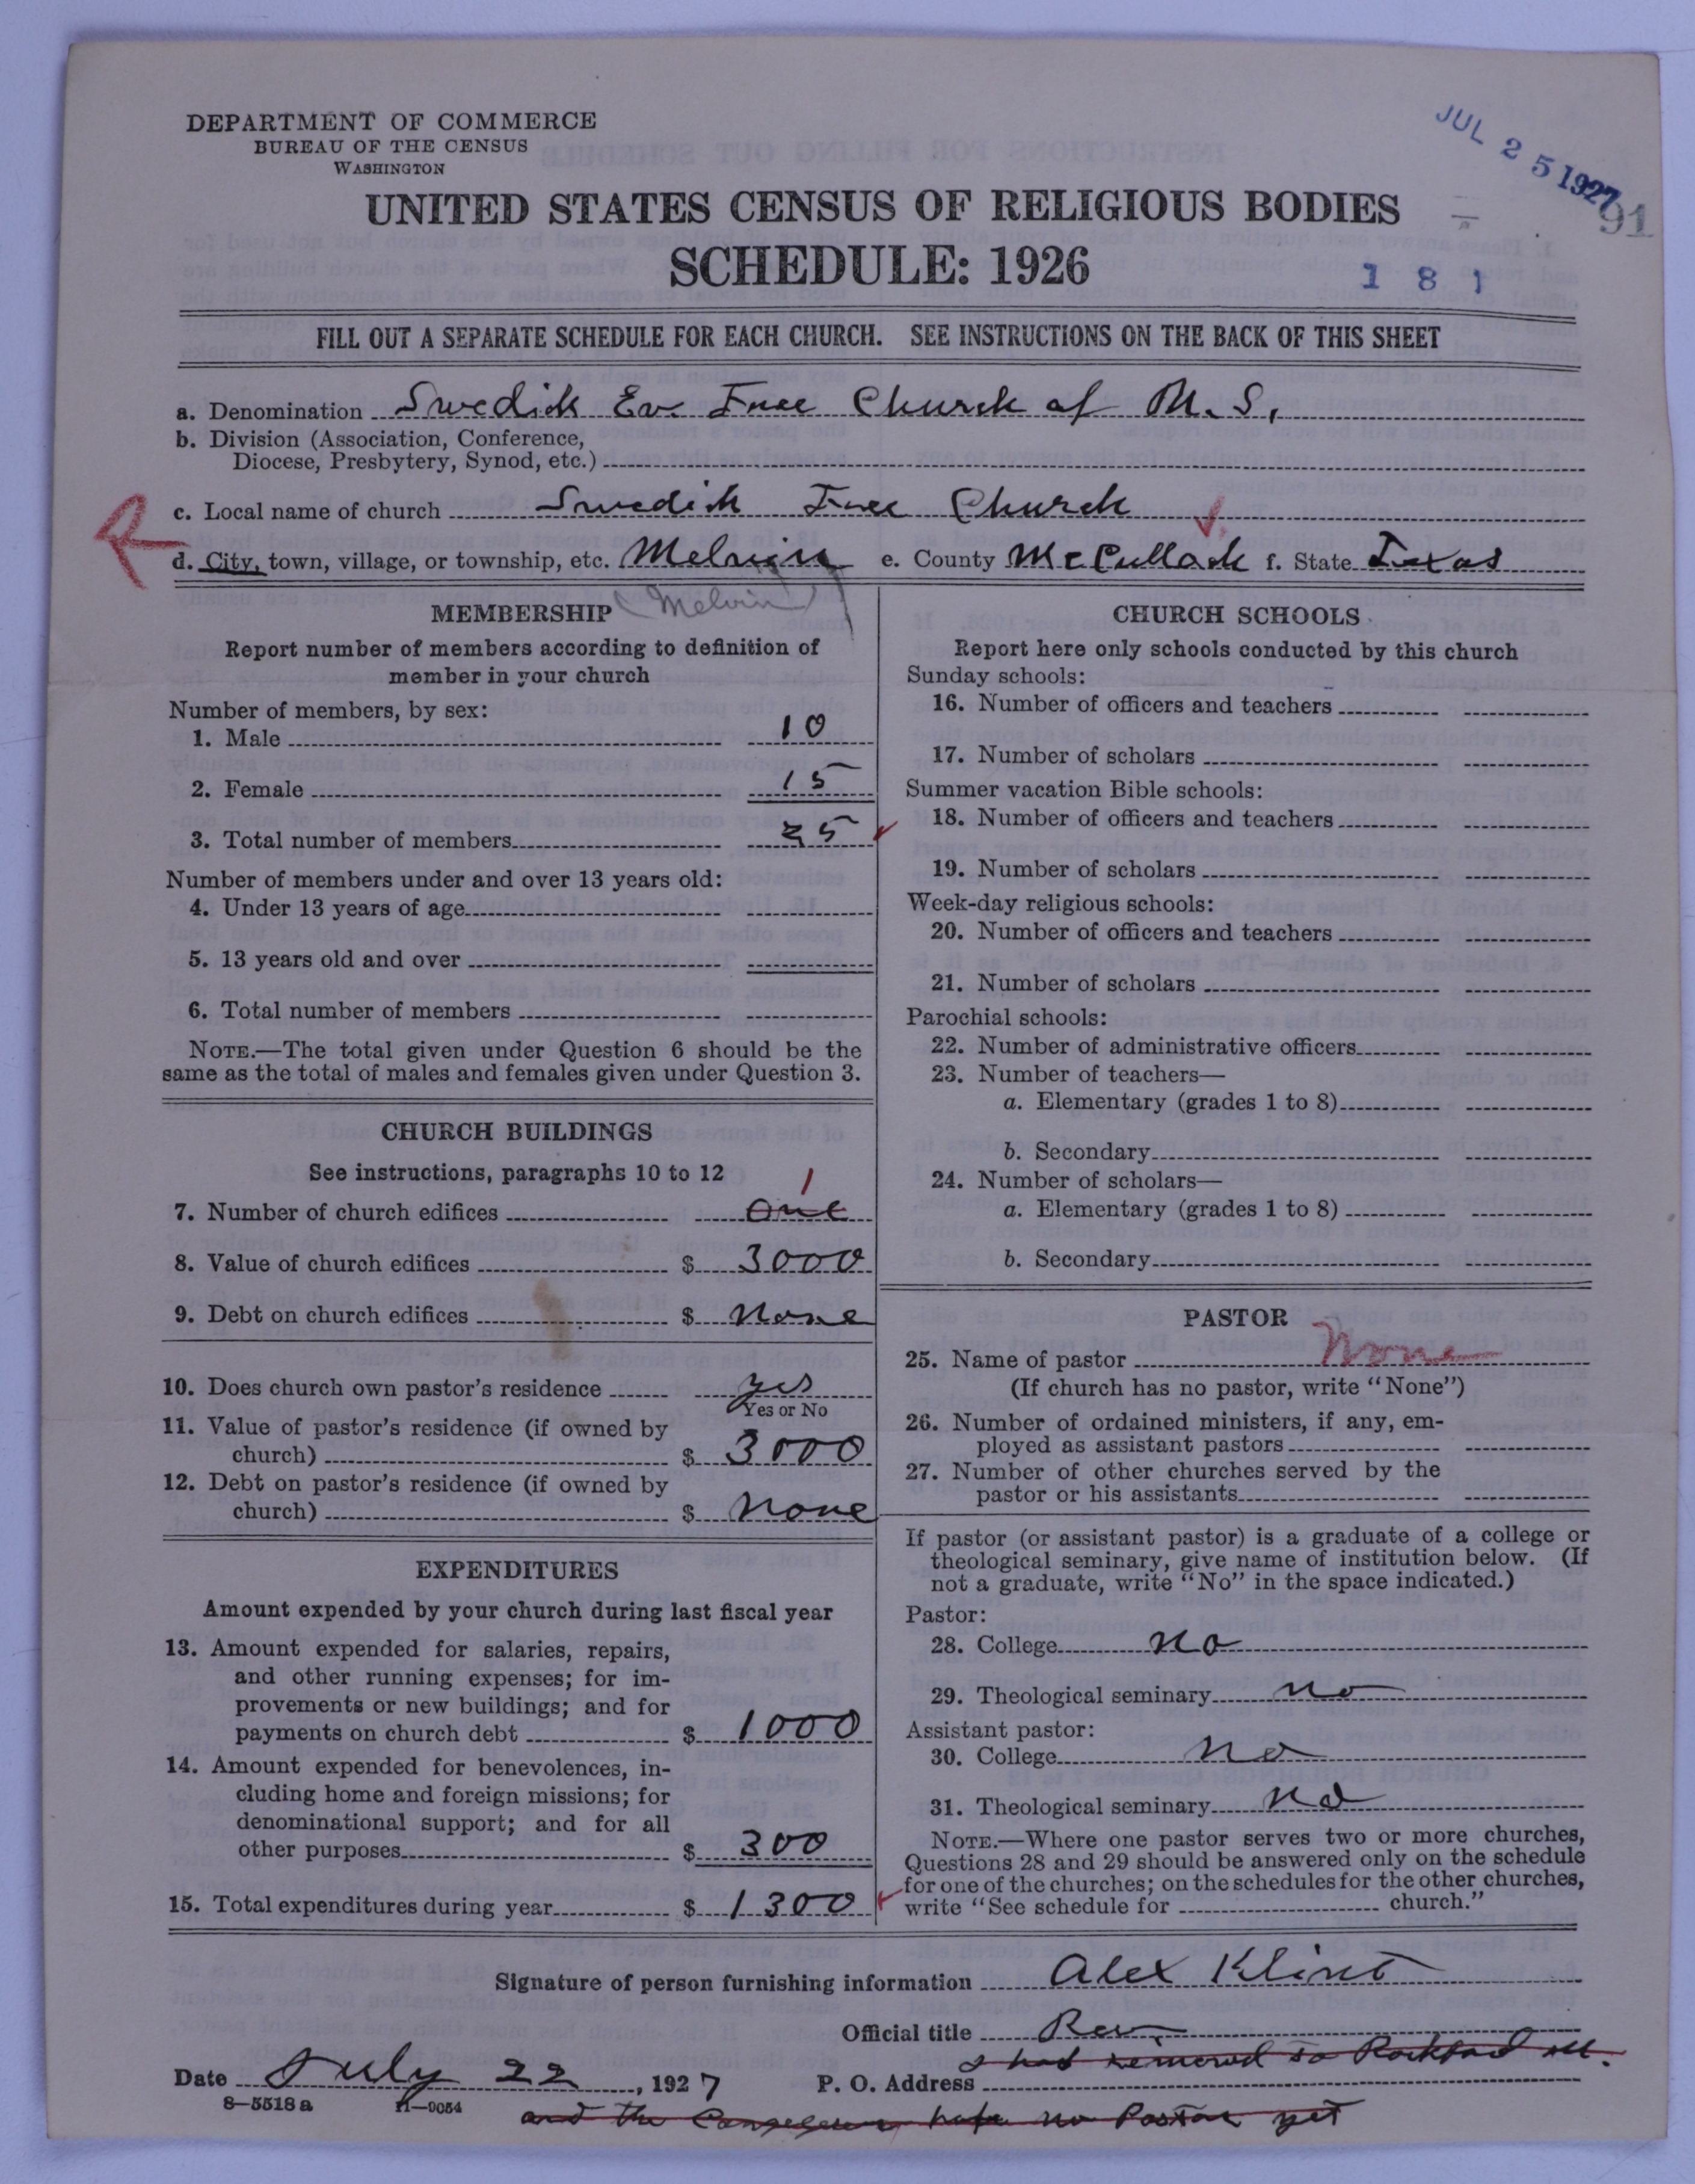 DEPARTMENT OF COMMERCE
BUREAU OF THE CENSUS
WASHINGTON
JUL 25 1927
91
UNITED STATES CENSUS OF RELIGIOUS BODIES
SCHEDULE: 1926
1 8 1
FILL OUT A SEPARATE SCHEDULE FOR EACH CHURCH. SEE INSTRUCTIONS ON THE BACK OF THIS SHEET
a. Denomination Swedish Ev. Free Church of N.S.
b. Division (Association, Conference,
Diocese, Presbytery, Synod, etc.)
c. Local name of church Swedish Free Church
d. City, town, village, or township, etc. Melvin e. County McCulloch f. State Texas
(Melvin)
MEMBERSHIP
Report number of members according to definition of
member in your church
Number of members, by sex:
1. Male 10
2. Female 15
3. Total number of members 25
Number of members under and over 13 years old:
4. Under 13 years of age
5. 13 years old and over
6. Total number of members
NOTE.—The total given under Question 6 should be the
same as the total of males and females given under Question 3.
CHURCH BUILDINGS
See instructions, paragraphs 10 to 12
1
7. Number of church edifices one
8. Value of church edifices $ 3000
9. Debt on church edifices $ none
10. Does church own pastor's residence yes
Yes or No
11. Value of pastor's residence (if owned by
church) $ 3000
12. Debt on pastor's residence (if owned by
church) $ none
EXPENDITURES
Amount expended by your church during last fiscal year
13. Amount expended for salaries, repairs,
and other running expenses; for im-
provements or new buildings; and for
payments on church debt $ 1000
14. Amount expended for benevolences, in-
cluding home and foreign missions; for
denominational support; and for all
other purposes $ 300
15. Total expenditures during year $ 1300
CHURCH SCHOOLS
Report here only schools conducted by this church
Sunday schools:
16. Number of officers and teachers
17. Number of scholars
Summer vacation Bible schools:
18. Number of officers and teachers
19. Number of scholars
Week-day religious schools:
20. Number of officers and teachers
21. Number of scholars
Parochial schools:
22. Number of administrative officers
23. Number of teachers—
a. Elementary (grades 1 to 8)
b. Secondary
24. Number of scholars—
a. Elementary (grades 1 to 8)
b. Secondary
PASTOR
25. Name of pastor None
(If church has no pastor, write "None")
26. Number of ordained ministers, if any, em-
ployed as assistant pastors
27. Number of other churches served by the
pastor or his assistants
If pastor (or assistant pastor) is a graduate of a college or
theological seminary, give name of institution below. (If
not a graduate, write "No" in the space indicated.)
Pastor:
28. College no
29. Theological seminary no
Assistant pastor:
30. College no
31. Theological seminary no
NOTE.—Where one pastor serves two or more churches,
Questions 28 and 29 should be answered only on the schedule
for one of the churches; on the schedules for the other churches,
write "See schedule for church."
Signature of person furnishing information Alex Klint
Official title Rev.
I had removed to Rockford Ill.
Date July 22, 1927 P. O. Address
8—5518 a 11—9054
and the have no Pastor yet